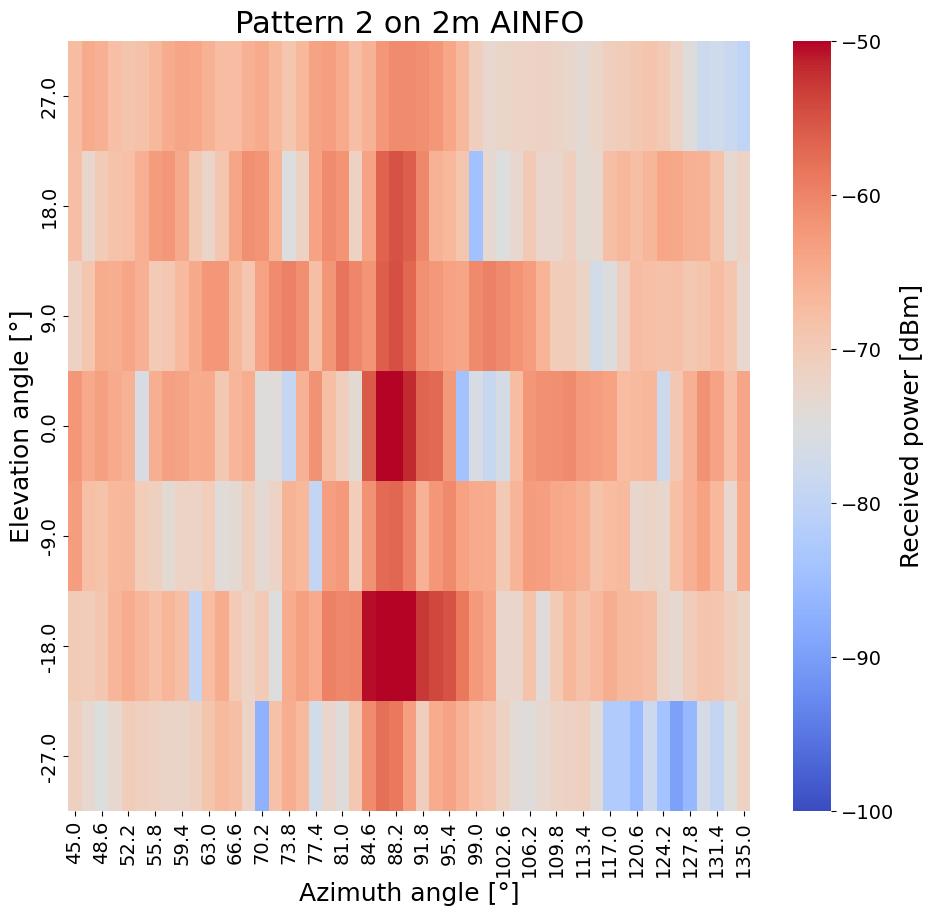 Pattern 2 on 2m AINFO
Elevation angle [°]
27.0
18.0
9.0
0.0
-9.0
-18.0
-27.0
45.0 48.6 52.2 55.8 59.4 63.0 66.6 70.2 73.8 77.4 81.0 84.6 88.2 91.8 95.4 99.0 102.6 106.2 109.8 113.4 117.0 120.6 124.2 127.8 131.4 135.0
Azimuth angle [°]
−50
−60
−70
−80
−90
−100
Received power [dBm]